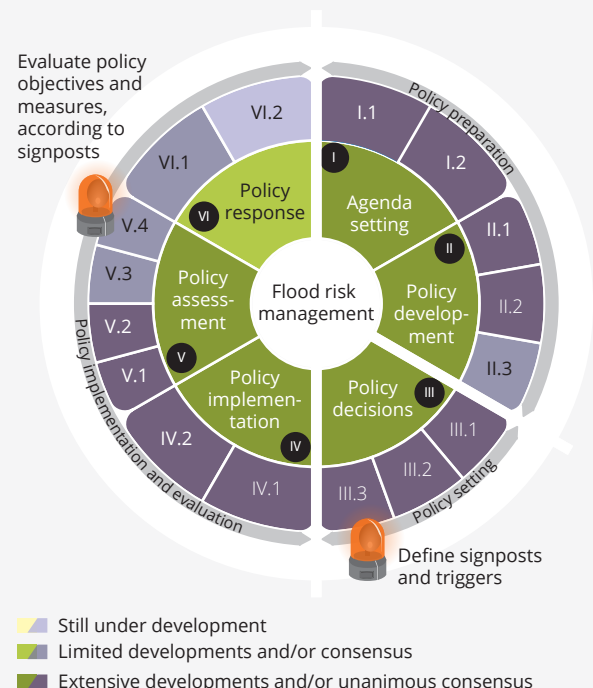 Evaluate policy
objectives and
measures,
according to
signposts
Policy preparation
I.1
I.2
II.1
II.2
II.3
III.1
III.2
III.3
Policy setting
IV.1
IV.2
V.1
V.2
V.3
V.4
VI.1
VI.2
Policy implementation and evaluation
I
Agenda
setting
II
Policy
develop-
ment
III
Policy
decisions
IV
Policy
implemen-
tation
V
Policy
assess-
ment
VI
Policy
response
Flood risk
management
Define signposts
and triggers
Still under development
Limited developments and/or consensus
Extensive developments and/or unanimous consensus